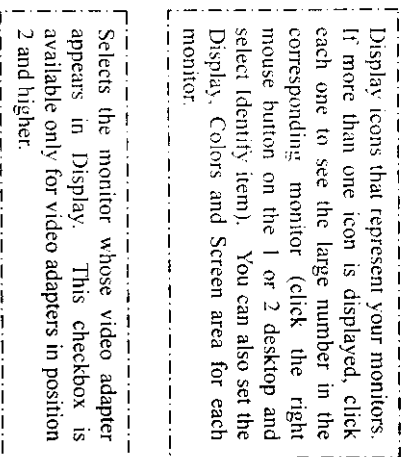 Display icons that represent your monitors.
If more than one icon is displayed, click
each one to see the large number in the
corresponding monitor (click the right
mouse button on the 1 or 2 desktop and
select Identify item). You can also set the
Display, Colors and Screen area for each
monitor.
Selects the monitor whose video adapter
appears in Display. This checkbox is
available only for video adapters in position
2 and higher.